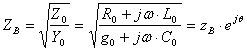 Z_B = √(Z_0 / Y_0) = √((R_0 + jω · L_0) / (g_0 + jω · C_0)) = z_B · e^{jθ}